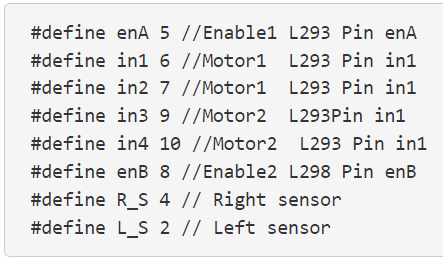 #define enA 5 //Enable1 L293 Pin enA
#define in1 6 //Motor1  L293 Pin in1
#define in2 7 //Motor1  L293 Pin in1
#define in3 9 //Motor2  L293Pin in1
#define in4 10 //Motor2  L293 Pin in1
#define enB 8 //Enable2 L298 Pin enB
#define R_S 4 // Right sensor
#define L_S 2 // Left sensor